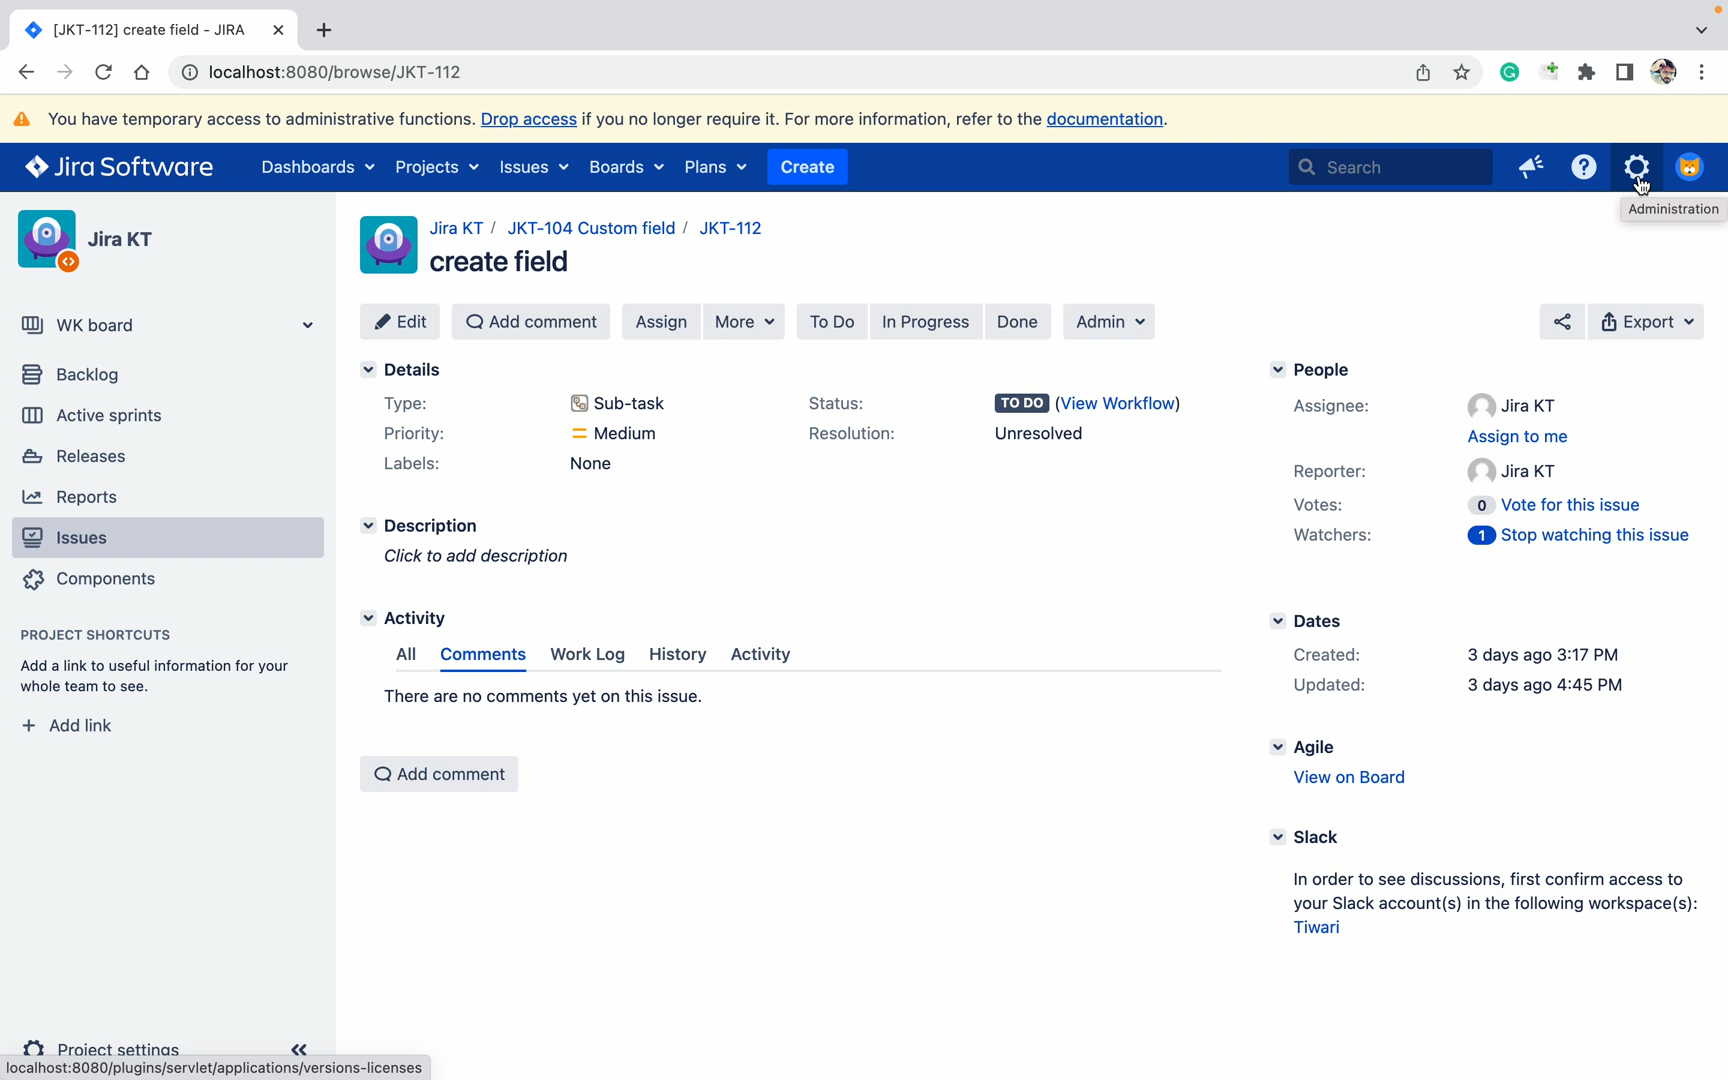 [JKT-112] create field - JIRA
localhost:8080/browse/JKT-112
You have temporary access to administrative functions. Drop access if you no longer require it. For more information, refer to the documentation.
Jira Software
Dashboards
Projects
Issues
Boards
Plans
Create
Search
Administration
Jira KT
WK board
Backlog
Active sprints
Releases
Reports
Issues
Components
PROJECT SHORTCUTS
Add a link to useful information for your
whole team to see.
+ Add link
Project settings
localhost:8080/plugins/servlet/applications/versions-licenses
Jira KT / JKT-104 Custom field / JKT-112
create field
Edit
Add comment
Assign
More
To Do
In Progress
Done
Admin
Export
Details
Type: Sub-task
Status: TO DO (View Workflow)
Priority: Medium
Resolution: Unresolved
Labels: None
Description
Click to add description
Activity
All Comments Work Log History Activity
There are no comments yet on this issue.
Add comment
People
Assignee: Jira KT
Assign to me
Reporter: Jira KT
Votes: 0 Vote for this issue
Watchers: 1 Stop watching this issue
Dates
Created: 3 days ago 3:17 PM
Updated: 3 days ago 4:45 PM
Agile
View on Board
Slack
In order to see discussions, first confirm access to
your Slack account(s) in the following workspace(s):
Tiwari